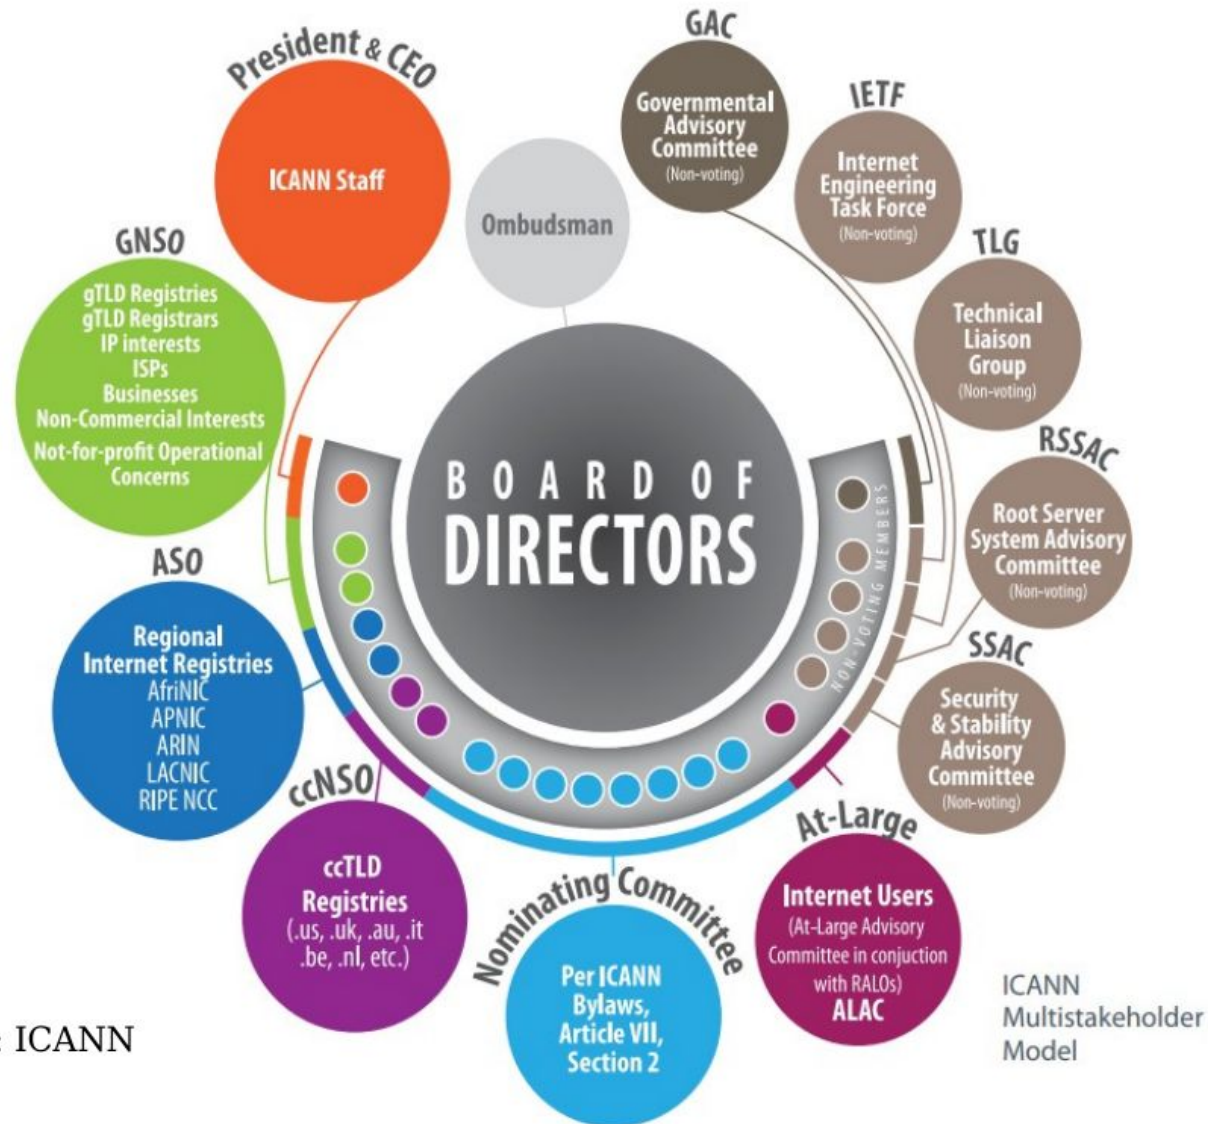 President & CEO
ICANN Staff
Ombudsman
GAC
Governmental
Advisory
Committee
(Non-voting)
IETF
Internet
Engineering
Task Force
(Non-voting)
TLG
Technical
Liaison
Group
(Non-voting)
GNSO
gTLD Registries
gTLD Registrars
IP interests
ISPs
Businesses
Non-Commercial Interests
Not-for-profit Operational
Concerns
BOARD OF
DIRECTORS
NON-VOTING MEMBERS
RSSAC
Root Server
System Advisory
Committee
(Non-voting)
ASO
Regional
Internet Registries
AfriNIC
APNIC
ARIN
LACNIC
RIPE NCC
SSAC
Security
& Stability
Advisory
Committee
(Non-voting)
ccNSO
ccTLD
Registries
(.us, .uk, .au, .it
.be, .nl, etc.)
Nominating Committee
Per ICANN
Bylaws,
Article VII,
Section 2
At-Large
Internet Users
(At-Large Advisory
Committee in conjuction
with RALOs)
ALAC
: ICANN
ICANN
Multistakeholder
Model